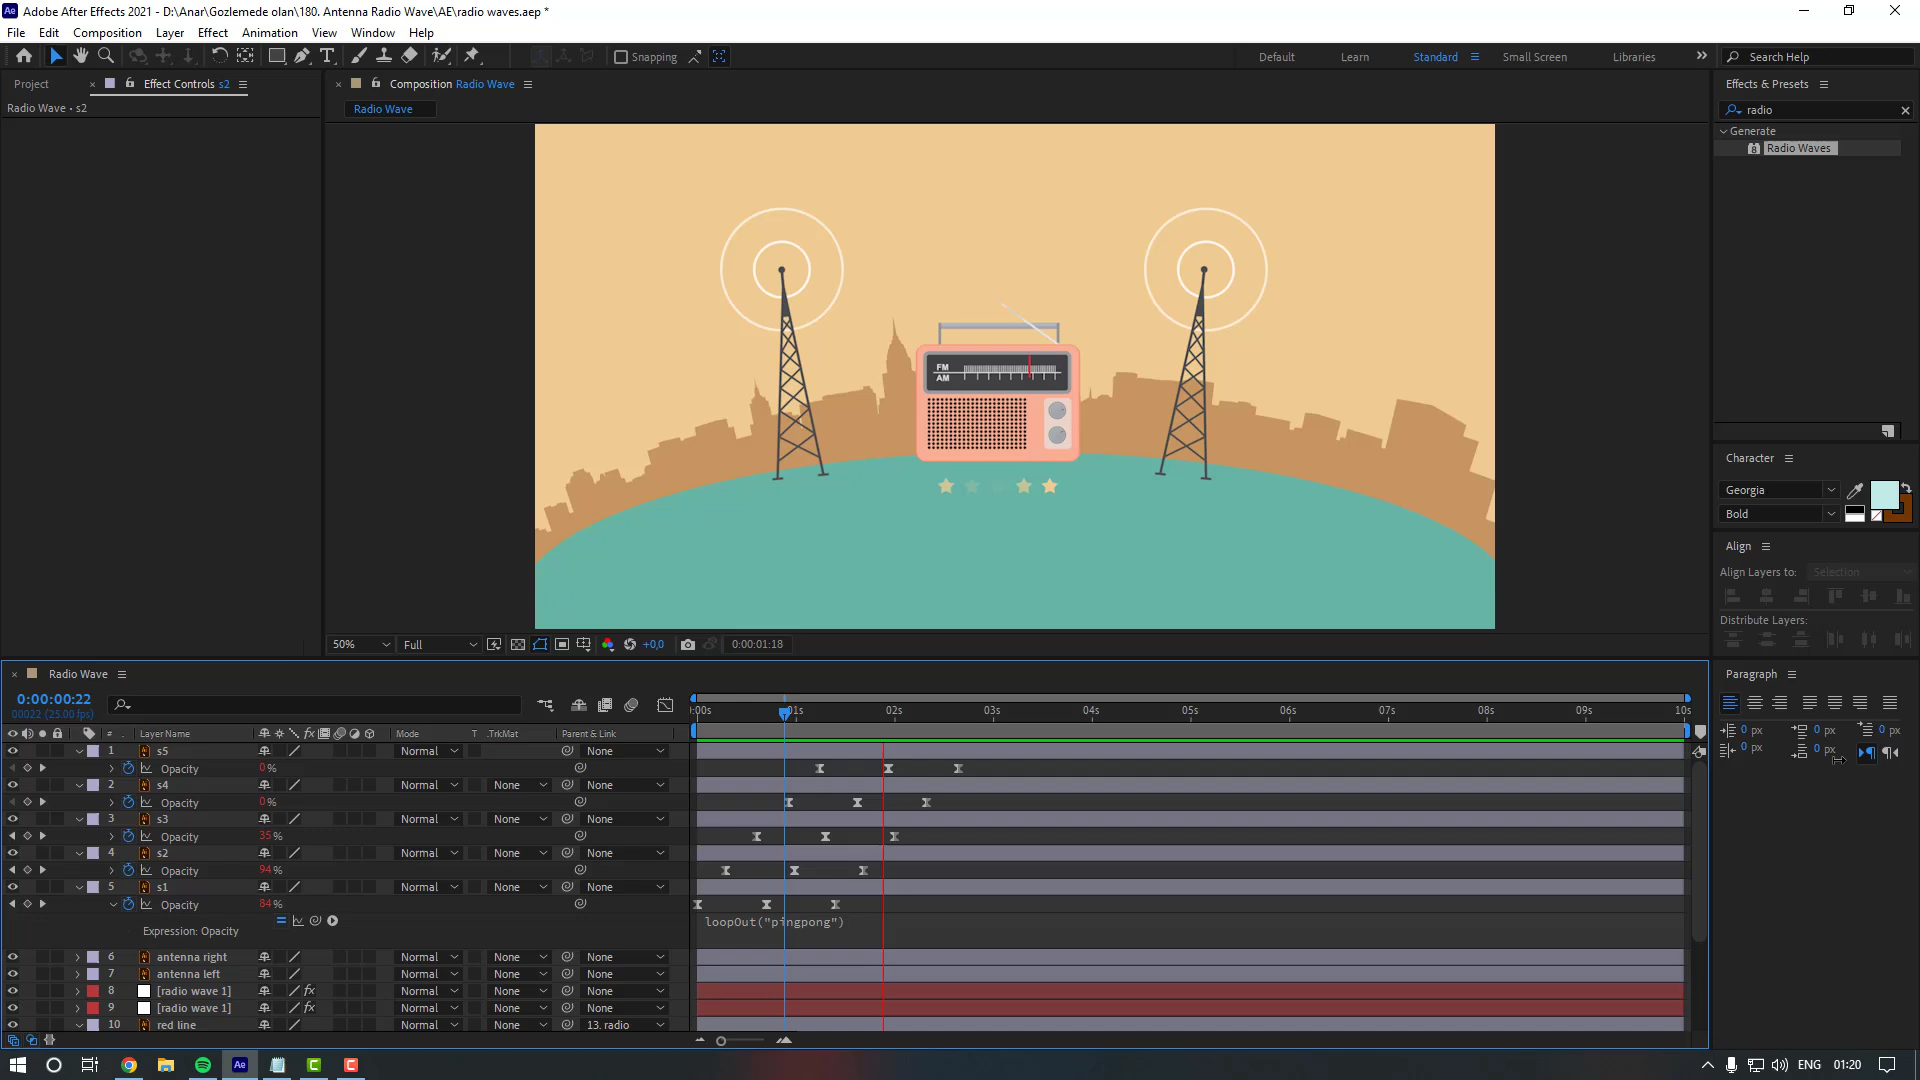 Adobe After Effects 2021 - D:\Anar\Gozlemede olan\180. Antenna Radio Wave\AE\radio waves.aep *
File Edit Composition Layer Effect Animation View Window Help
Snapping
Default Learn Standard Small Screen Libraries
Search Help
Project
Effect Controls s2
Radio Wave • s2
Composition Radio Wave
Radio Wave
FM
AM
50%
Full
+0,0
0:00:01:18
Effects & Presets
radio
Generate
Radio Waves
Character
Georgia
Bold
Align
Align Layers to: Selection
Distribute Layers:
Paragraph
0 px 0 px 0 px
0 px 0 px
Radio Wave
0:00:00:22
00022 (25.00 fps)
:00s 01s 02s 03s 04s 05s 06s 07s 08s 09s 10s
# Layer Name fx Mode T .TrkMat Parent & Link
1 s5 Normal None
Opacity 0%
2 s4 Normal None None
Opacity 0%
3 s3 Normal None None
Opacity 35%
4 s2 Normal None None
Opacity 94%
5 s1 Normal None None
Opacity 84%
Expression: Opacity
loopOut("pingpong")
6 antenna right Normal None None
7 antenna left Normal None None
8 [radio wave 1] fx Normal None None
9 [radio wave 1] fx Normal None None
10 red line Normal None 13. radio
ENG 01:20